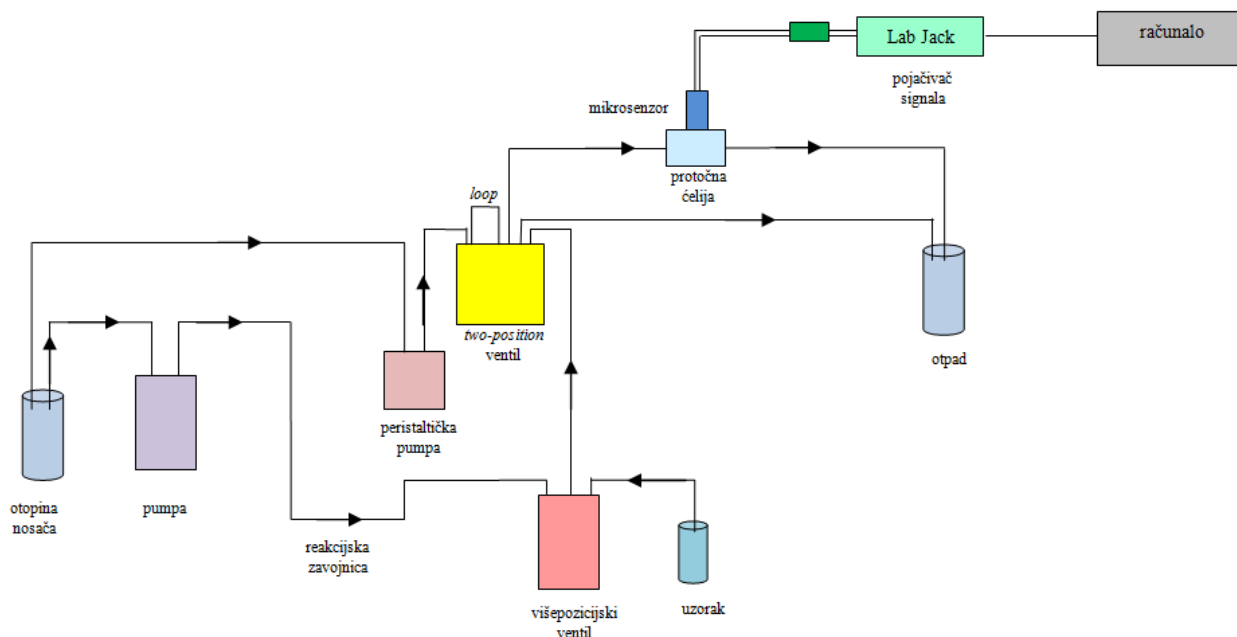 Lab Jack
računalo
pojačivač
signala
mikrosenzor
protočna
ćelija
loop
two-position
ventil
otpad
peristaltička
pumpa
otopina
nosača
pumpa
reakcijska
zavojnica
višepozicijski
ventil
uzorak